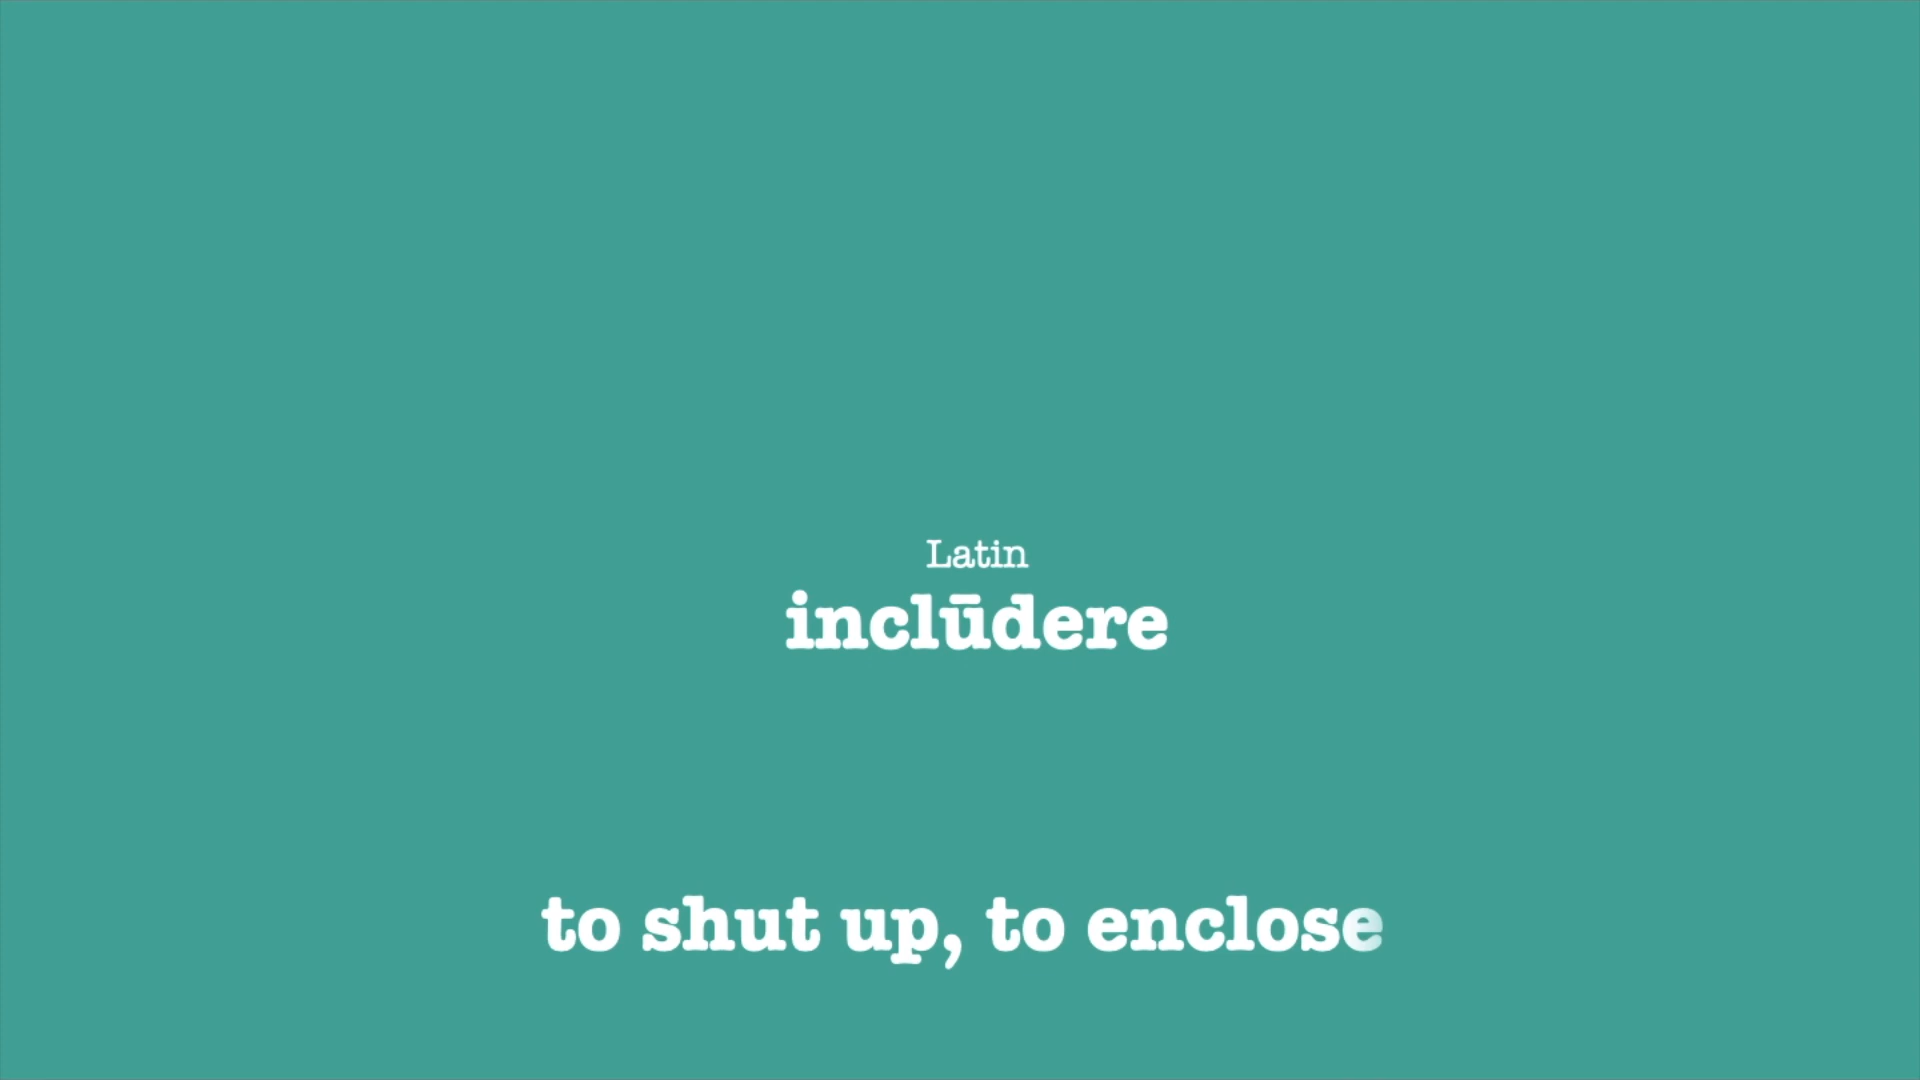 Latin
inclūdere
to shut up, to enclose